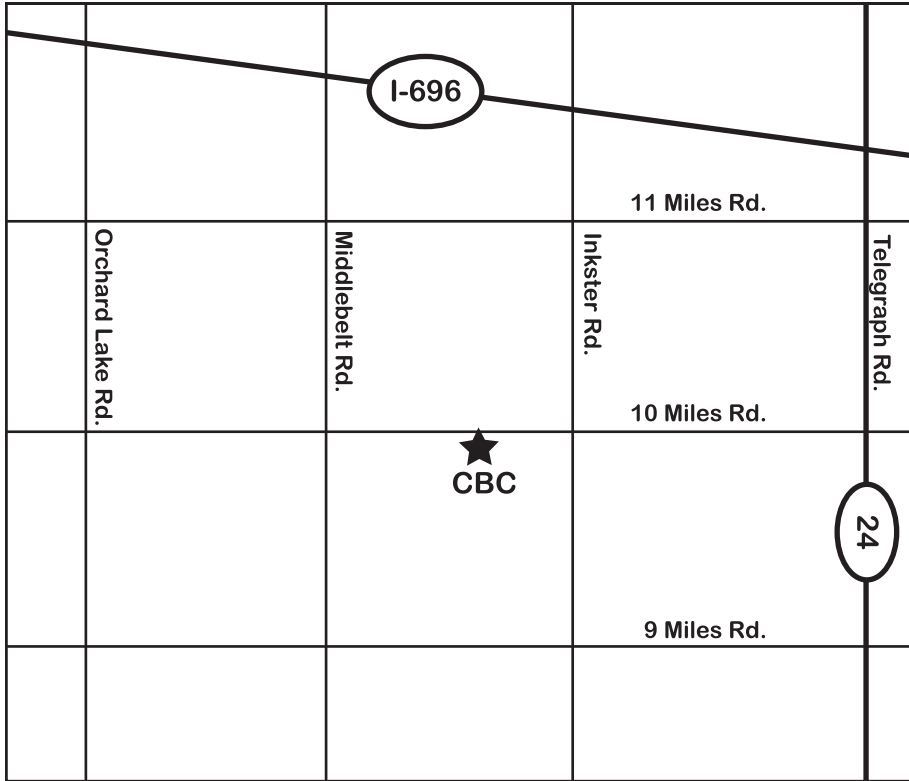 I-696
11 Miles Rd.
Orchard Lake Rd.
Middlebelt Rd.
Inkster Rd.
Telegraph Rd.
10 Miles Rd.
CBC
24
9 Miles Rd.